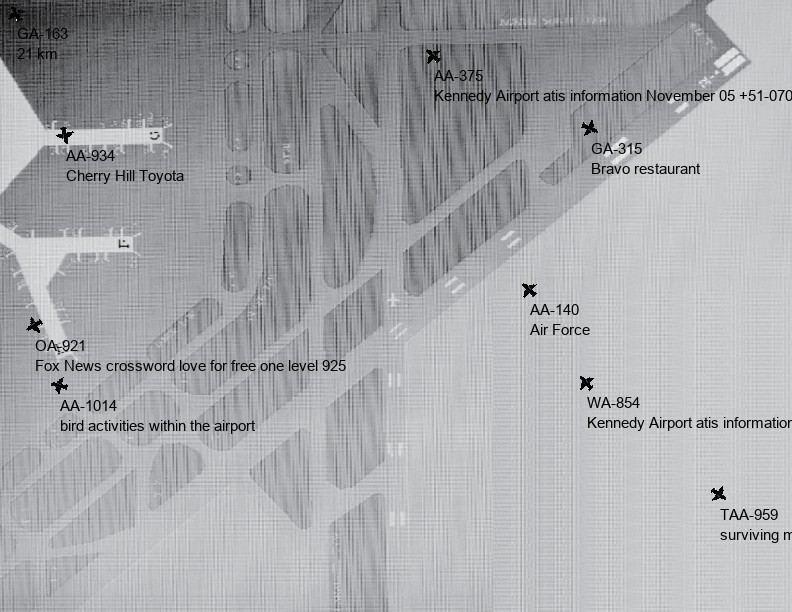 GA-163
21 km
AA-375
Kennedy Airport atis information November 05 +51-070
AA-934
Cherry Hill Toyota
GA-315
Bravo restaurant
AA-140
Air Force
OA-921
Fox News crossword love for free one level 925
AA-1014
bird activities within the airport
WA-854
Kennedy Airport atis information
TAA-959
surviving m